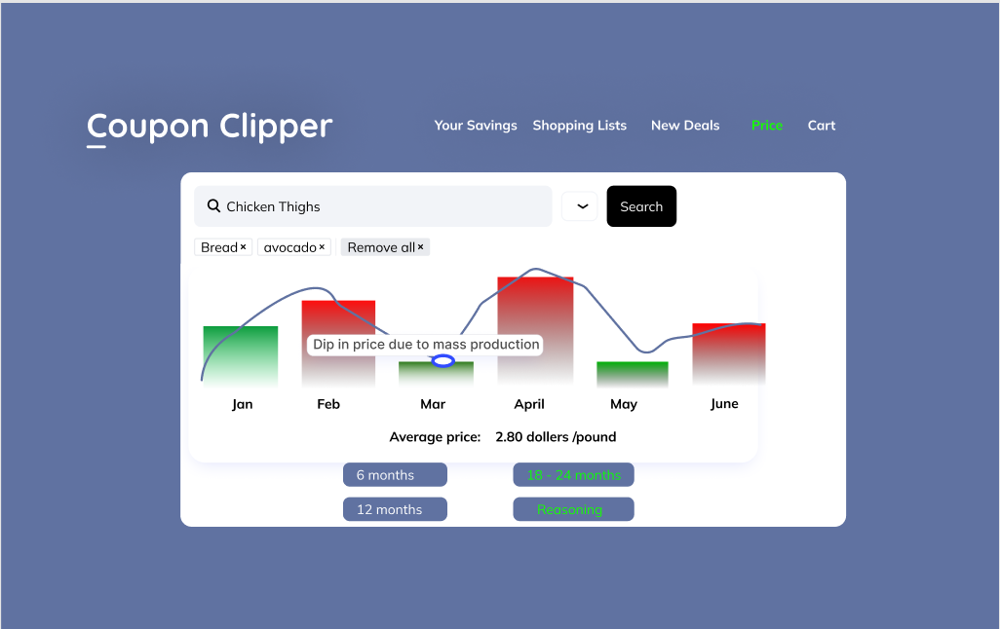 Coupon Clipper
Your Savings Shopping Lists New Deals Price Cart
Chicken Thighs Search
Bread × avocado × Remove all ×
Dip in price due to mass production
Jan Feb Mar April May June
Average price: 2.80 dollers /pound
6 months 18 - 24 months
12 months Reasoning